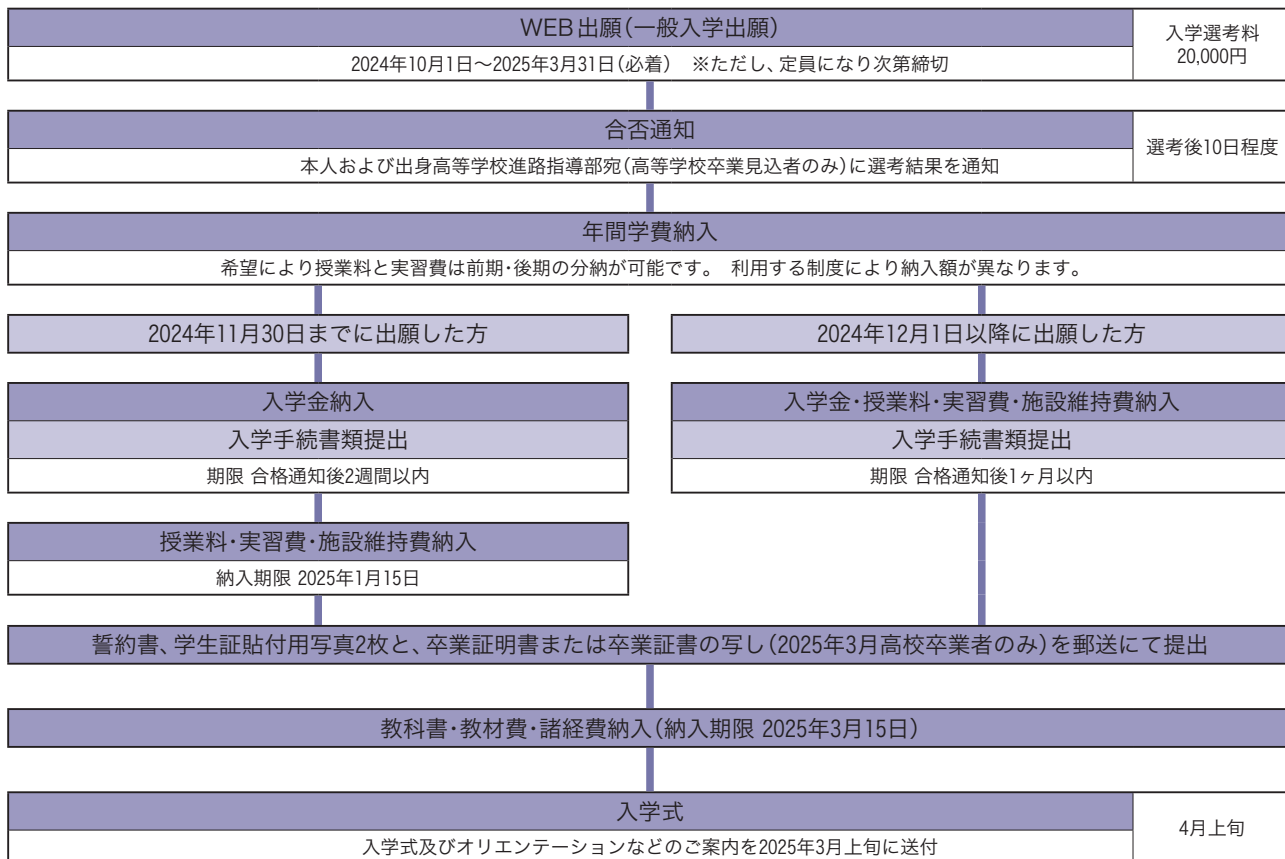 WEB出願(一般入学出願)
2024年10月1日～2025年3月31日(必着)　※ただし、定員になり次第締切
入学選考料
20,000円
合否通知
本人および出身高等学校進路指導部宛(高等学校卒業見込者のみ)に選考結果を通知
選考後10日程度
年間学費納入
希望により授業料と実習費は前期・後期の分納が可能です。　利用する制度により納入額が異なります。
2024年11月30日までに出願した方
入学金納入
入学手続書類提出
期限 合格通知後2週間以内
授業料・実習費・施設維持費納入
納入期限 2025年1月15日
2024年12月1日以降に出願した方
入学金・授業料・実習費・施設維持費納入
入学手続書類提出
期限 合格通知後1ヶ月以内
誓約書、学生証貼付用写真2枚と、卒業証明書または卒業証書の写し(2025年3月高校卒業者のみ)を郵送にて提出
教科書・教材費・諸経費納入(納入期限 2025年3月15日)
入学式
入学式及びオリエンテーションなどのご案内を2025年3月上旬に送付
4月上旬